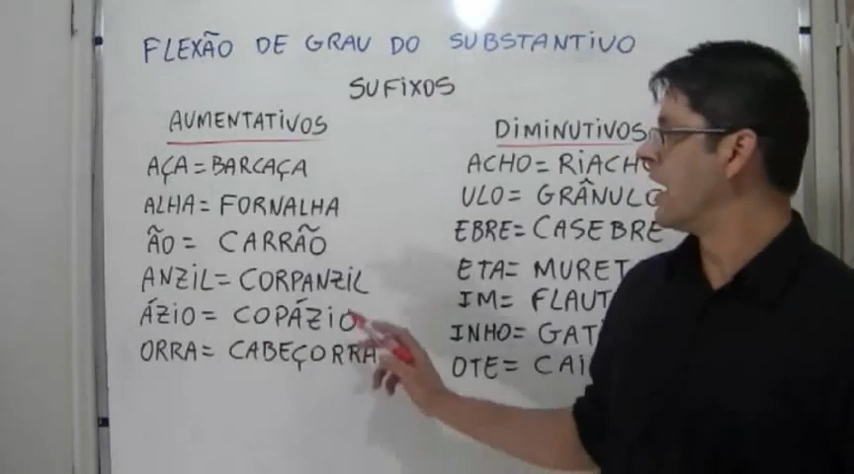 FLEXÃO DE GRAU DO SUBSTANTIVO
SUFIXOS
AUMENTATIVOS
AÇA = BARCAÇA
ALHA = FORNALHA
ÃO = CARRÃO
ANZIL = CORPANZIL
ÁZIO = COPÁZIO
ORRA = CABEÇORRA
DIMINUTIVOS
ACHO = RIACHO
ULO = GRÂNULO
EBRE = CASEBRE
ETA = MURET
IM = FLAUT
INHO = GAT
OTE = CAI